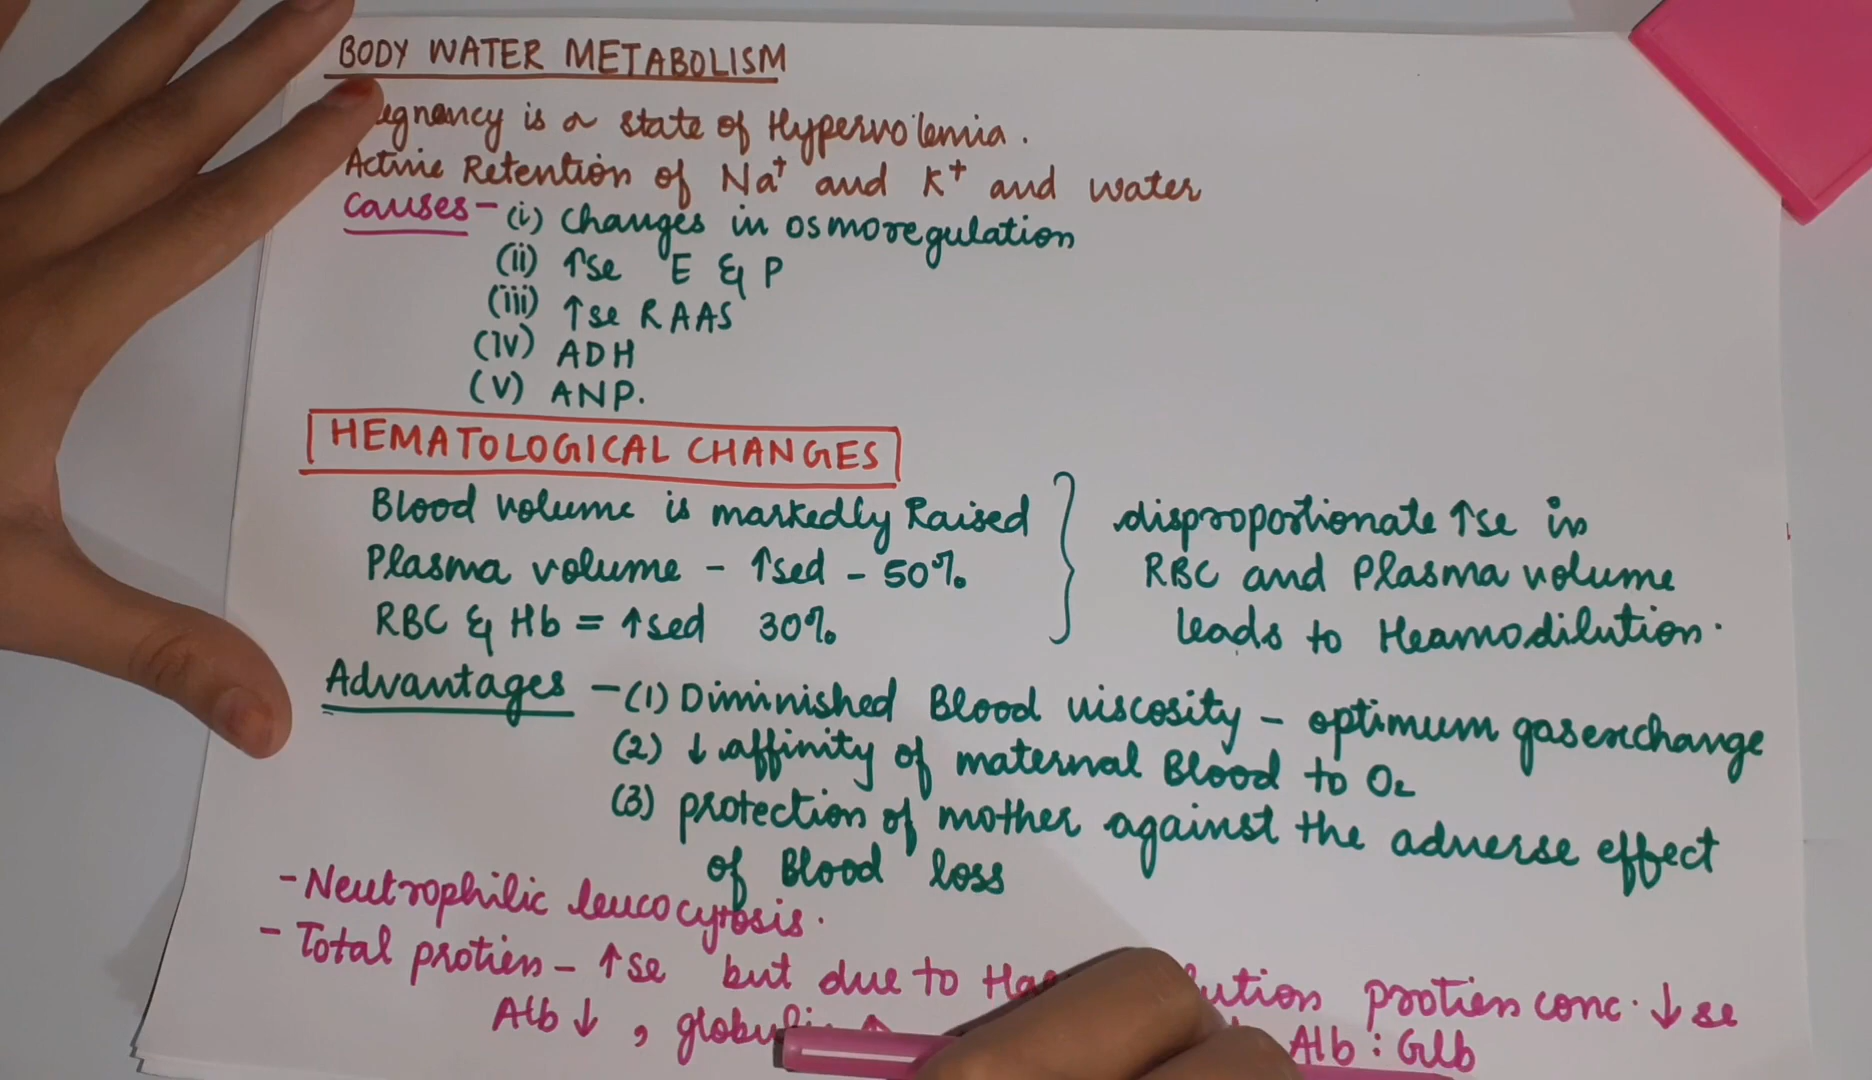 BODY WATER METABOLISM
egnancy is a state of Hypervolemia.
Active Retention of Na+ and K+ and water
Causes - (i) Changes in osmoregulation
(ii) ↑se E & P
(iii) ↑se RAAS
(iv) ADH
(v) ANP.
HEMATOLOGICAL CHANGES
Blood volume is markedly Raised
Plasma volume - ↑sed - 50%
RBC & Hb = ↑sed 30%
disproportionate ↑se in
RBC and Plasma volume
leads to Heamodilution.
Advantages - (1) Diminished Blood viscosity - optimum gasexchange
(2) ↓ affinity of maternal Blood to O2
(3) protection of mother against the adverse effect
of Blood loss
- Neutrophilic leucocytosis.
- Total protien - ↑se but due to Ha ution protien conc. ↓se
Alb ↓, globuli ↑ Alb : Glb